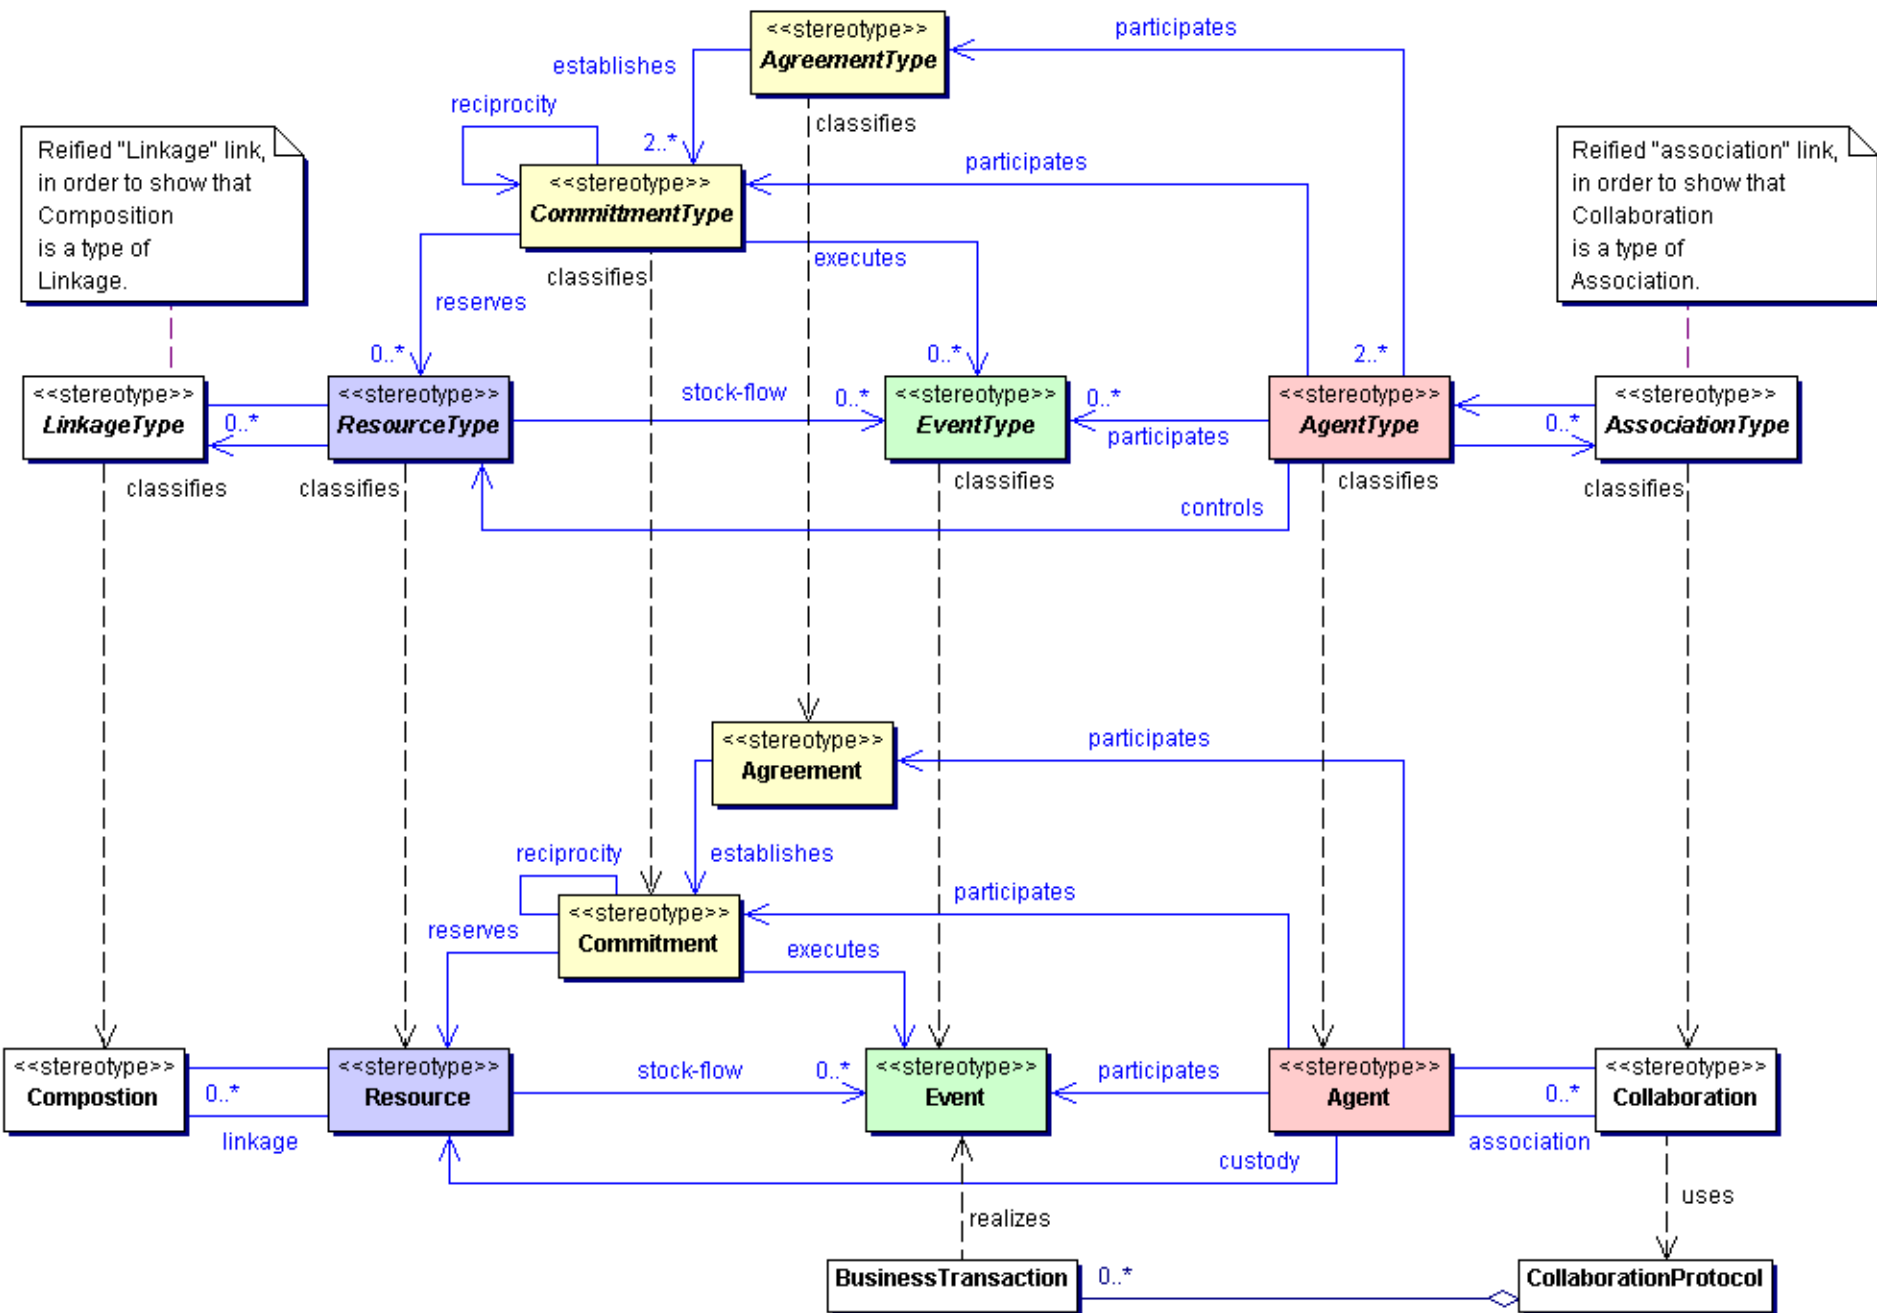 <<stereotype>>
AgreementType
participates
establishes
reciprocity
classifies
2..*
Reified "Linkage" link,
in order to show that
Composition
is a type of
Linkage.
<<stereotype>>
CommittmentType
participates
Reified "association" link,
in order to show that
Collaboration
is a type of
Association.
classifies
executes
reserves
0..*
0..*
2..*
<<stereotype>>
LinkageType
0..*
<<stereotype>>
ResourceType
stock-flow
0..*
<<stereotype>>
EventType
0..*
participates
<<stereotype>>
AgentType
0..*
<<stereotype>>
AssociationType
classifies
classifies
classifies
classifies
classifies
controls
<<stereotype>>
Agreement
participates
reciprocity
establishes
<<stereotype>>
Commitment
participates
reserves
executes
<<stereotype>>
Compostion
0..*
linkage
<<stereotype>>
Resource
stock-flow
0..*
<<stereotype>>
Event
participates
<<stereotype>>
Agent
0..*
association
<<stereotype>>
Collaboration
custody
realizes
uses
BusinessTransaction
0..*
CollaborationProtocol